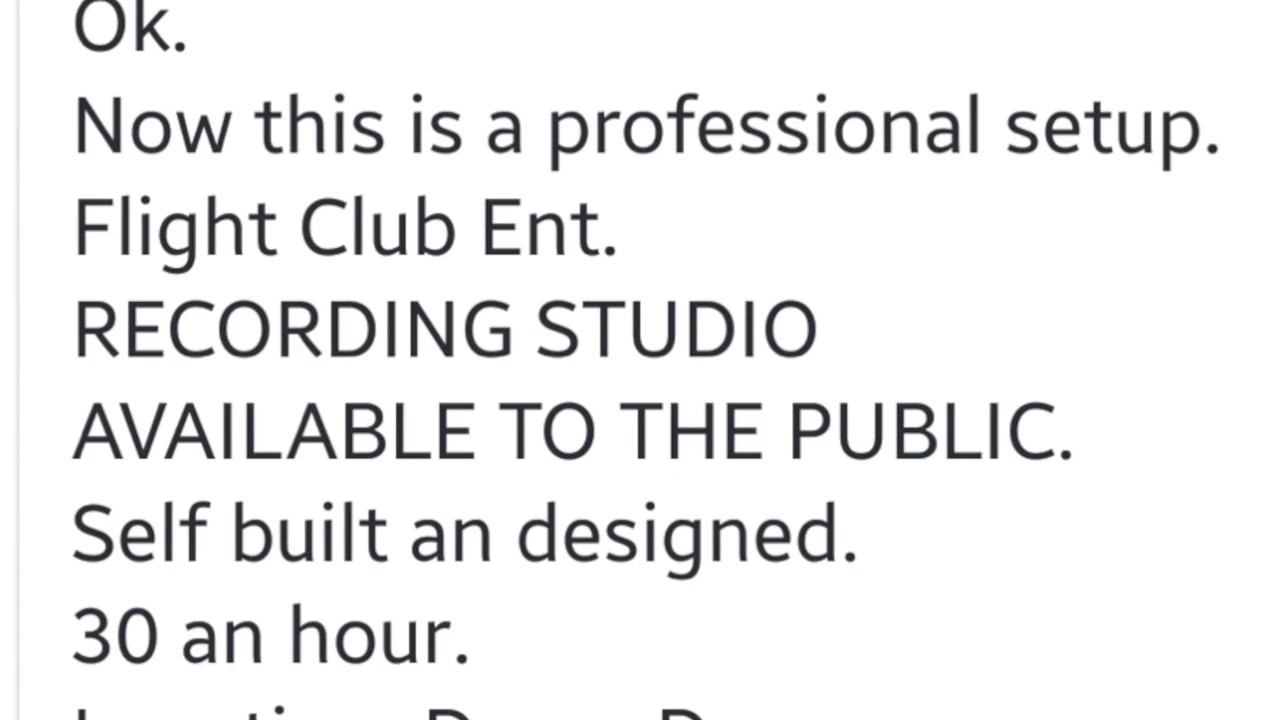 Ok.
Now this is a professional setup.
Flight Club Ent.
RECORDING STUDIO
AVAILABLE TO THE PUBLIC.
Self built an designed.
30 an hour.